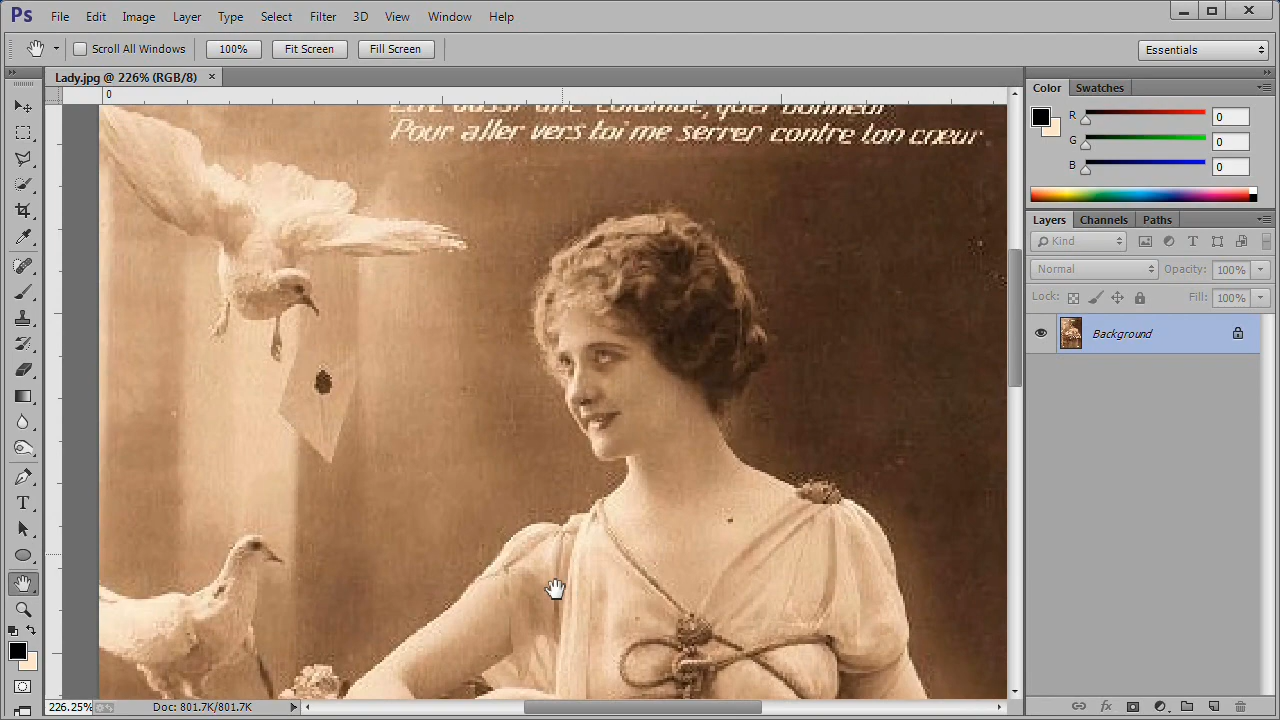 Ps File Edit Image Layer Type Select Filter 3D View Window Help
Scroll All Windows 100% Fit Screen Fill Screen Essentials
Lady.jpg @ 226% (RGB/8) ×
0
Pour aller vers toi me serrer contre ton cœur
Color Swatches
R 0
G 0
B 0
Layers Channels Paths
Kind
Normal Opacity: 100%
Lock: Fill: 100%
Background
226.25% Doc: 801.7K/801.7K